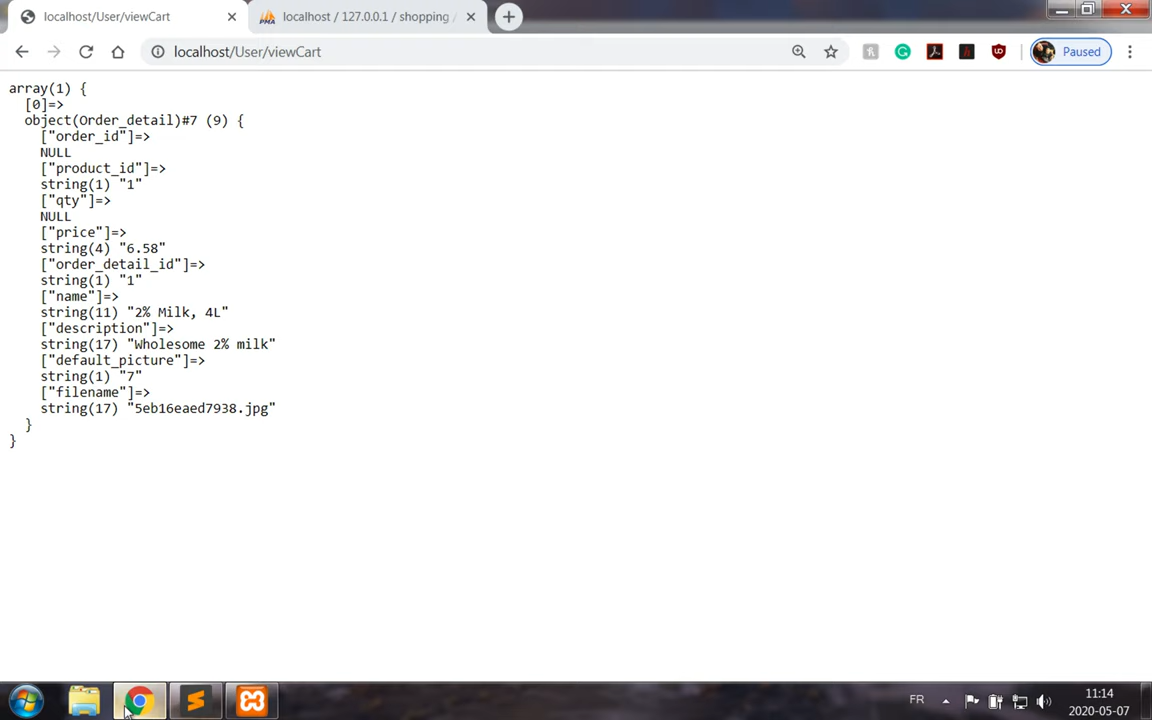 localhost/User/viewCart
localhost / 127.0.0.1 / shopping
localhost/User/viewCart
Paused
array(1) {
[0]=>
object(Order_detail)#7 (9) {
["order_id"]=>
NULL
["product_id"]=>
string(1) "1"
["qty"]=>
NULL
["price"]=>
string(4) "6.58"
["order_detail_id"]=>
string(1) "1"
["name"]=>
string(11) "2% Milk, 4L"
["description"]=>
string(17) "Wholesome 2% milk"
["default_picture"]=>
string(1) "7"
["filename"]=>
string(17) "5eb16eaed7938.jpg"
}
}
FR
11:14
2020-05-07